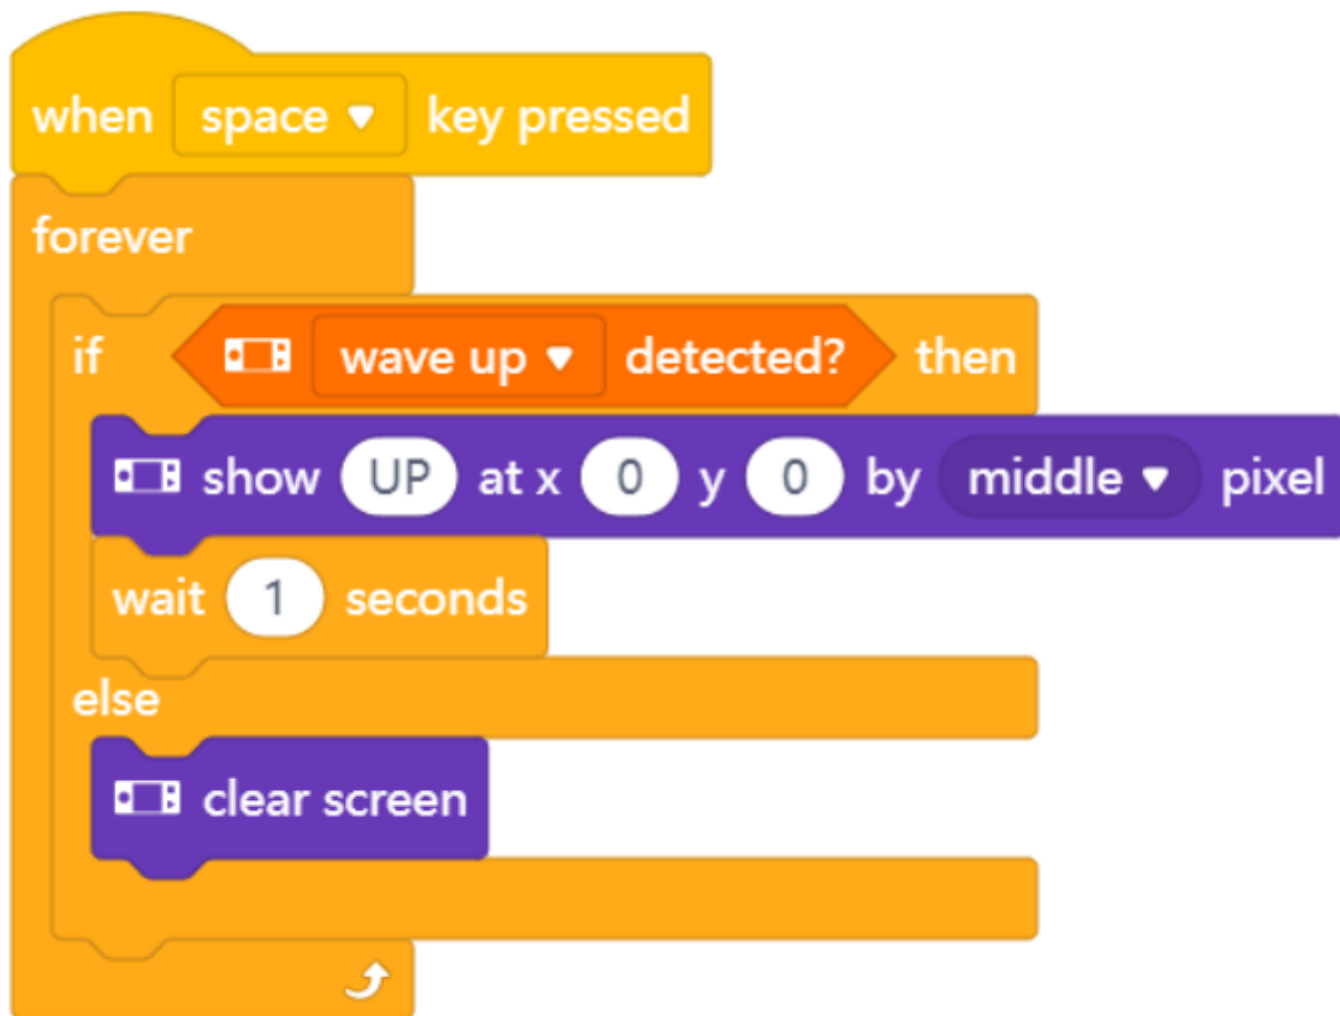 when space key pressed
forever
if wave up detected? then
show UP at x 0 y 0 by middle pixel
wait 1 seconds
else
clear screen